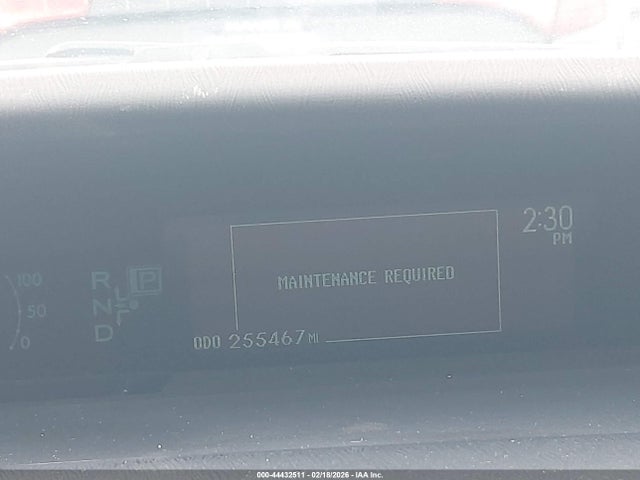 2:30
PM
100
50
0
R
N
D
P
MAINTENANCE REQUIRED
ODO 255467 MI
000-44432511 - 02/18/2026 - IAA Inc.